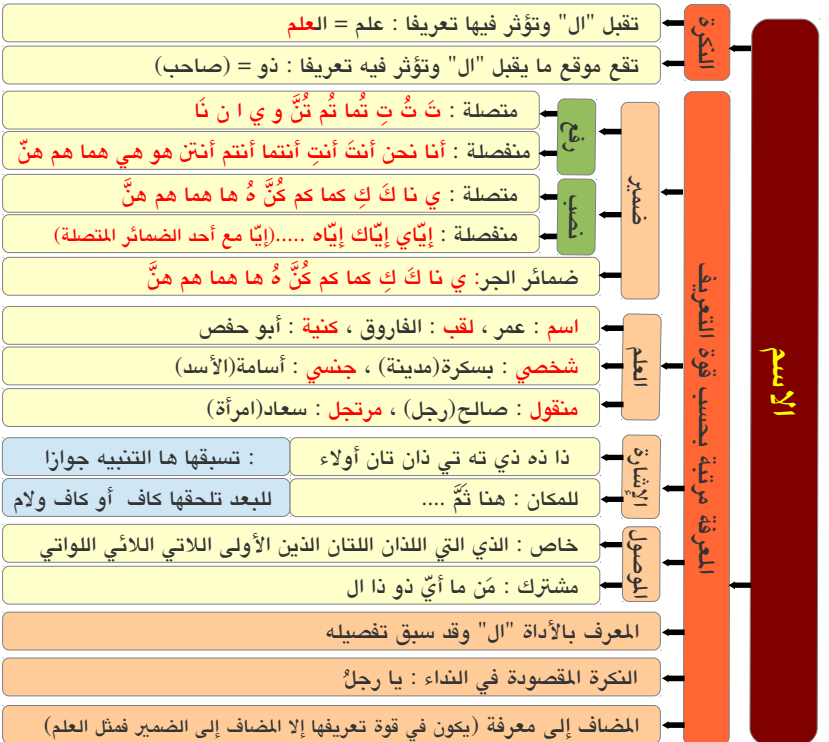 الاسم
النكرة
تقبل "ال" وتؤثر فيها تعريفا : علم = العلم
تقع موقع ما يقبل "ال" وتؤثر فيه تعريفا : ذو = (صاحب)
المعرفة مرتبة بحسب قوة التعريف
ضمير
رفع
متصلة : تَ تُ تِ تُما تُم تُنَّ و ي ا ن نَا
منفصلة : أنا نحن أنتَ أنتِ أنتما أنتم أنتن هو هي هما هم هنّ
نصب
متصلة : ي نا كَ كِ كما كم كُنَّ هُ ها هما هم هنَّ
منفصلة : إيّاي إيّاك إيّاه .....(إيّا مع أحد الضمائر المتصلة)
ضمائر الجر: ي نا كَ كِ كما كم كُنَّ هُ ها هما هم هنَّ
العلم
اسم : عمر ، لقب : الفاروق ، كنية : أبو حفص
شخصي : بسكرة(مدينة) ، جنسي : أسامة(الأسد)
منقول : صالح(رجل) ، مرتجل : سعاد(امرأة)
الإشارة
ذا ذه ذي ته تي ذان تان أولاء
: تسبقها ها التنبيه جوازا
للمكان : هنا ثَمَّ ....
للبعد تلحقها كاف أو كاف ولام
الموصول
خاص : الذي التي اللذان اللتان الذين الأولى اللاتي اللائي اللواتي
مشترك : مَن ما أيّ ذو ذا ال
المعرف بالأداة "ال" وقد سبق تفصيله
النكرة المقصودة في النداء : يا رجلُ
المضاف إلى معرفة (يكون في قوة تعريفها إلا المضاف إلى الضمير فمثل العلم)